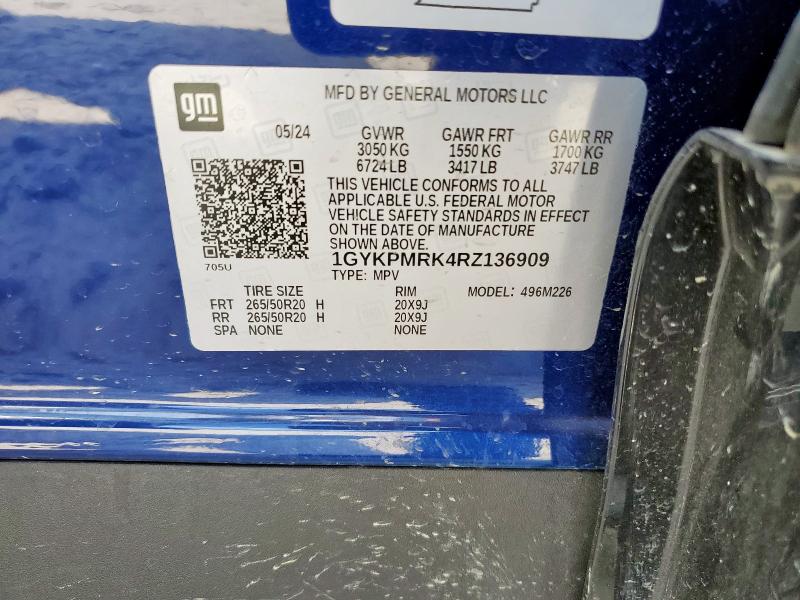 gm
MFD BY GENERAL MOTORS LLC
05/24 GVWR GAWR FRT GAWR RR
3050 KG 1550 KG 1700 KG
6724 LB 3417 LB 3747 LB
THIS VEHICLE CONFORMS TO ALL
APPLICABLE U.S. FEDERAL MOTOR
VEHICLE SAFETY STANDARDS IN EFFECT
ON THE DATE OF MANUFACTURE
SHOWN ABOVE.
705U
1GYKPMRK4RZ136909
TYPE: MPV
TIRE SIZE RIM MODEL: 496M226
FRT 265/50R20 H 20X9J
RR 265/50R20 H 20X9J
SPA NONE NONE